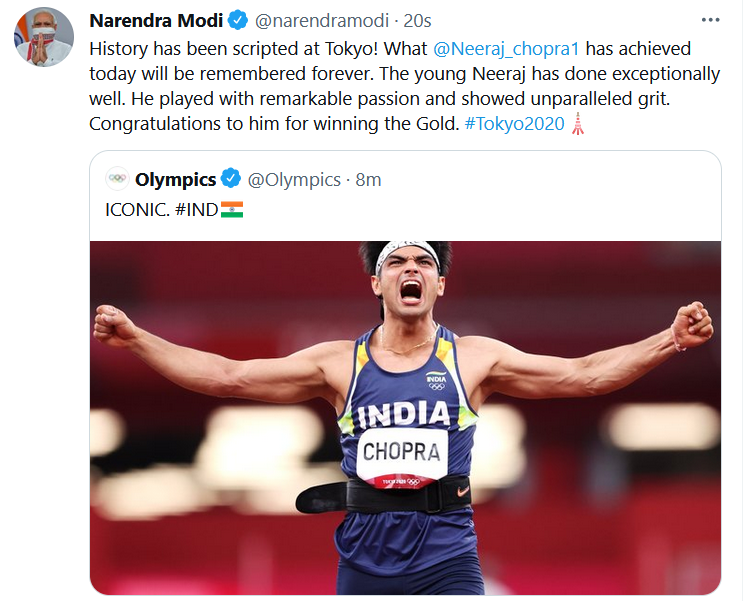 Narendra Modi @narendramodi · 20s
History has been scripted at Tokyo! What @Neeraj_chopra1 has achieved
today will be remembered forever. The young Neeraj has done exceptionally
well. He played with remarkable passion and showed unparalleled grit.
Congratulations to him for winning the Gold. #Tokyo2020
Olympics @Olympics · 8m
ICONIC. #IND
INDIA
INDIA
CHOPRA
TOKYO 2020